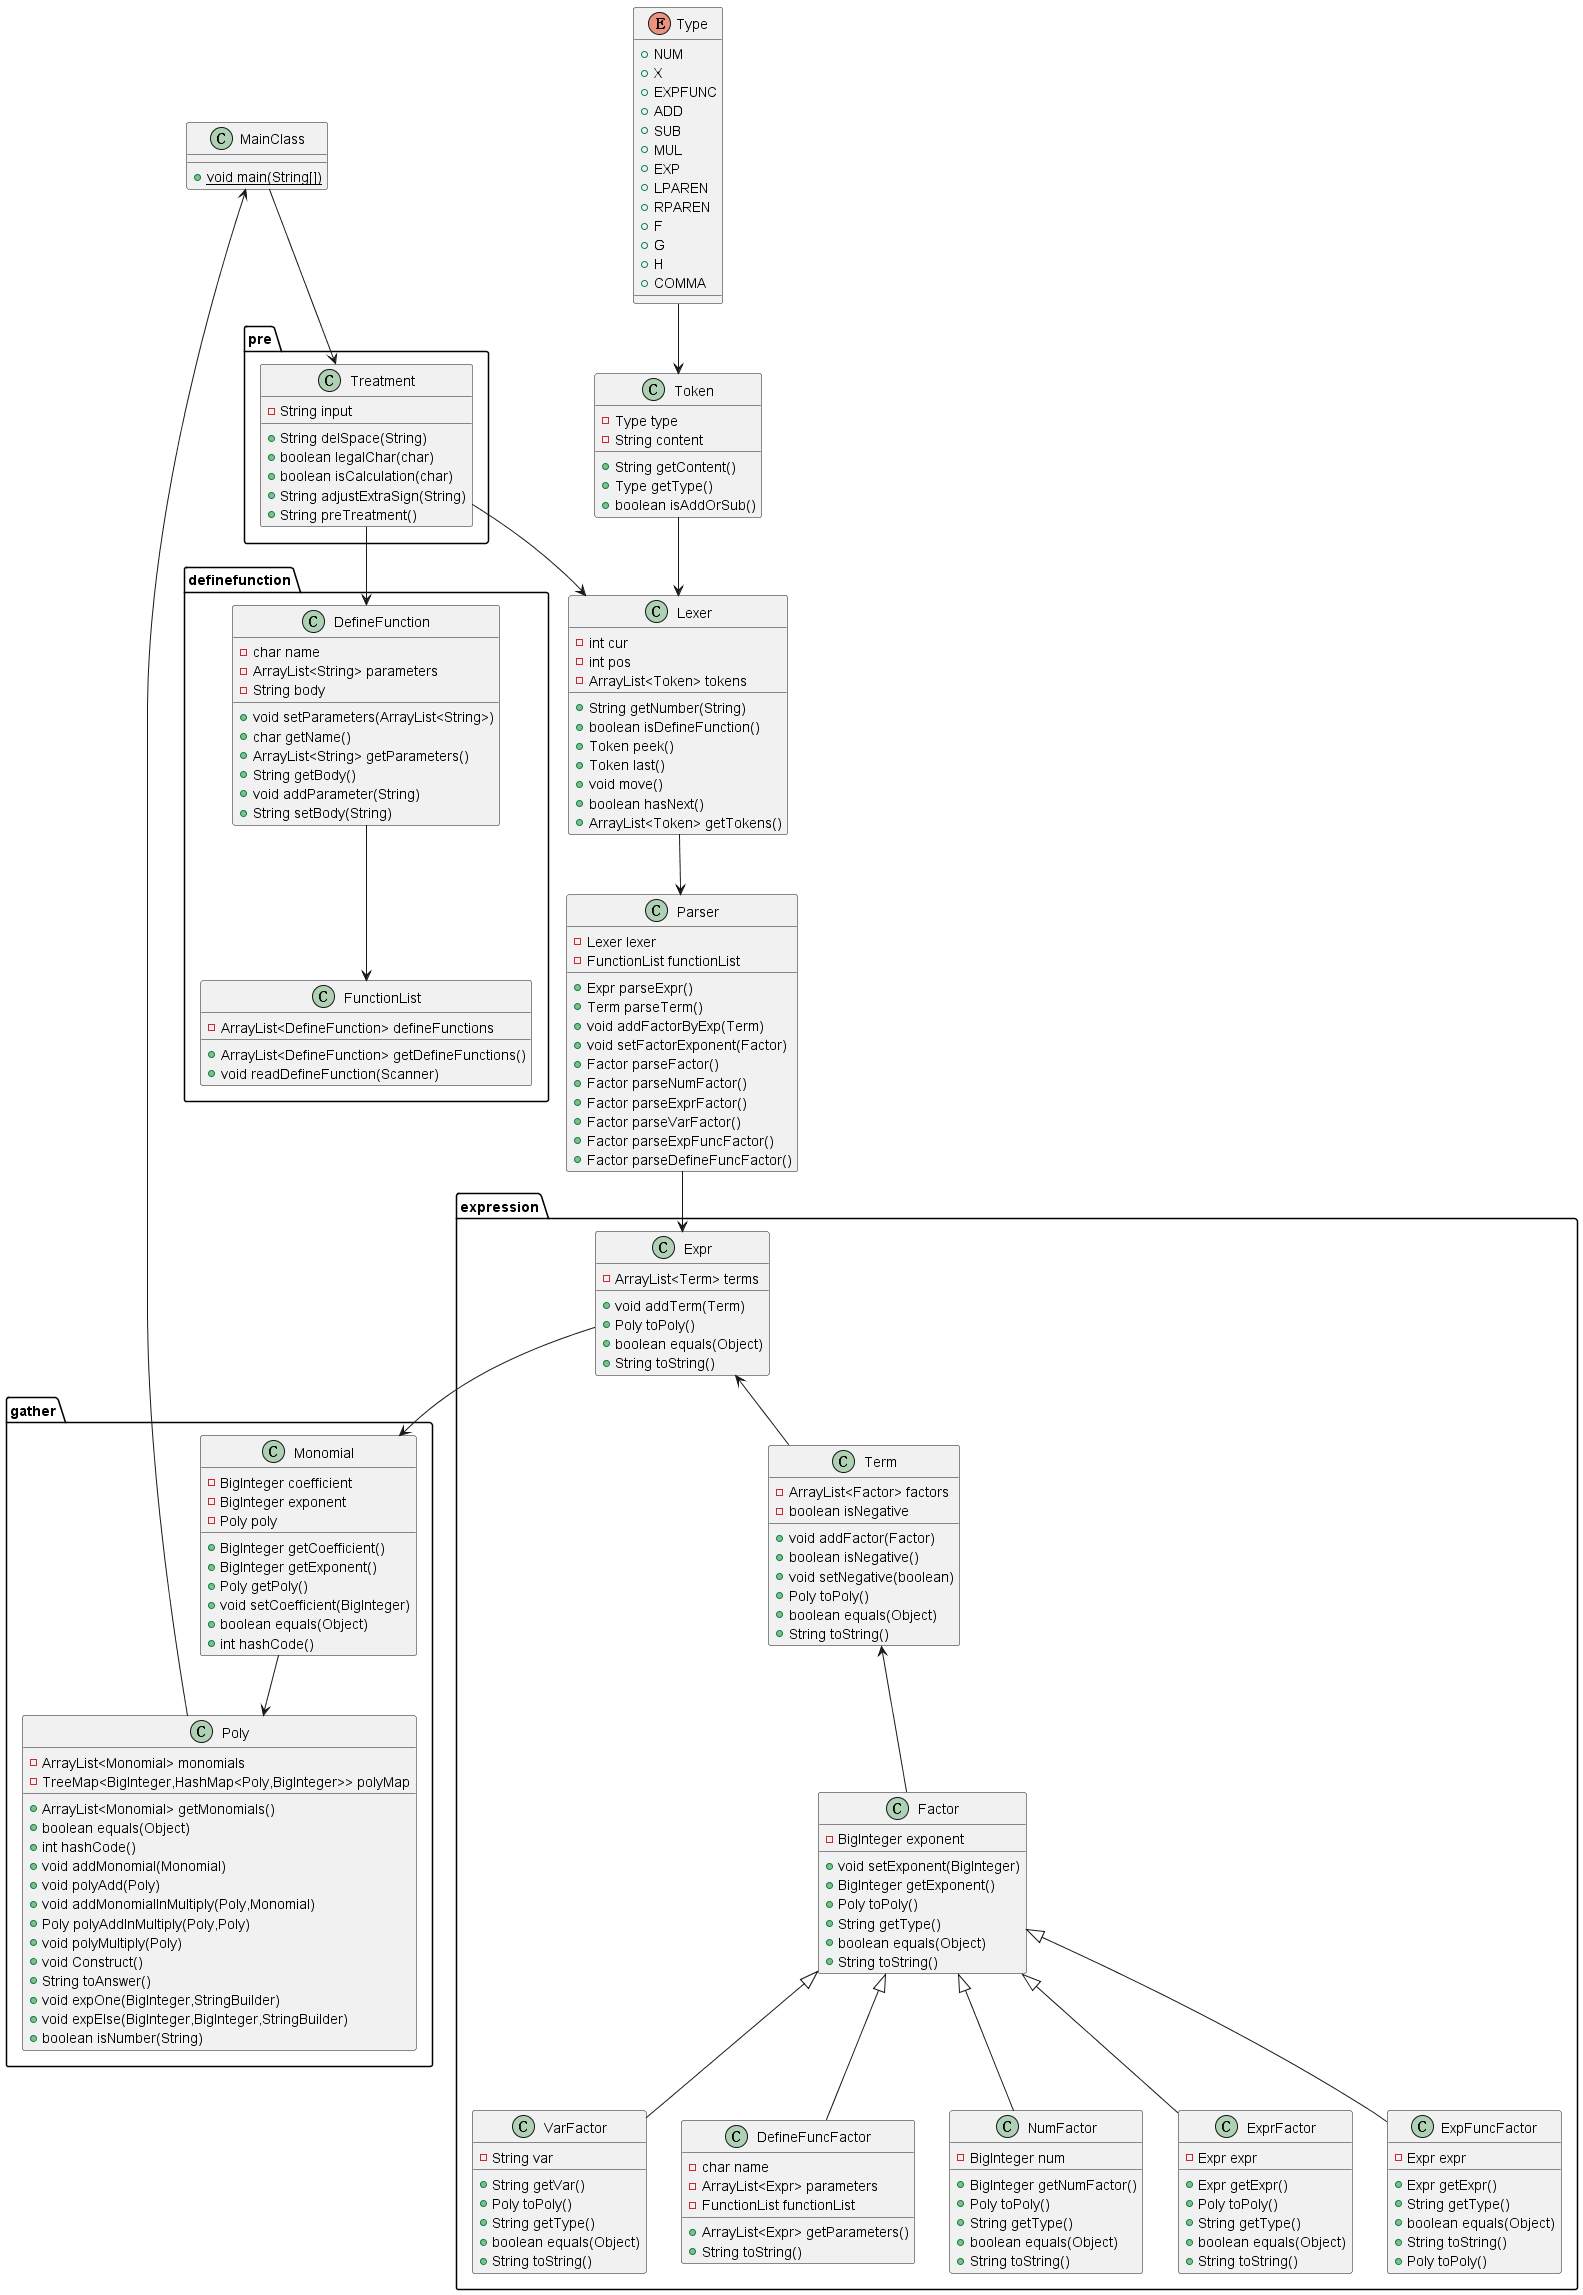 E Type
NUM
X
EXPFUNC
ADD
SUB
MUL
EXP
LPAREN
RPAREN
F
G
H
COMMA
C MainClass
void main(String[])
pre
C Treatment
String input
String delSpace(String)
boolean legalChar(char)
boolean isCalculation(char)
String adjustExtraSign(String)
String preTreatment()
C Token
Type type
String content
String getContent()
Type getType()
boolean isAddOrSub()
definefunction
C DefineFunction
char name
ArrayList<String> parameters
String body
void setParameters(ArrayList<String>)
char getName()
ArrayList<String> getParameters()
String getBody()
void addParameter(String)
String setBody(String)
C Lexer
int cur
int pos
ArrayList<Token> tokens
String getNumber(String)
boolean isDefineFunction()
Token peek()
Token last()
void move()
boolean hasNext()
ArrayList<Token> getTokens()
C FunctionList
ArrayList<DefineFunction> defineFunctions
ArrayList<DefineFunction> getDefineFunctions()
void readDefineFunction(Scanner)
C Parser
Lexer lexer
FunctionList functionList
Expr parseExpr()
Term parseTerm()
void addFactorByExp(Term)
void setFactorExponent(Factor)
Factor parseFactor()
Factor parseNumFactor()
Factor parseExprFactor()
Factor parseVarFactor()
Factor parseExpFuncFactor()
Factor parseDefineFuncFactor()
expression
C Expr
ArrayList<Term> terms
void addTerm(Term)
Poly toPoly()
boolean equals(Object)
String toString()
gather
C Monomial
BigInteger coefficient
BigInteger exponent
Poly poly
BigInteger getCoefficient()
BigInteger getExponent()
Poly getPoly()
void setCoefficient(BigInteger)
boolean equals(Object)
int hashCode()
C Term
ArrayList<Factor> factors
boolean isNegative
void addFactor(Factor)
boolean isNegative()
void setNegative(boolean)
Poly toPoly()
boolean equals(Object)
String toString()
C Poly
ArrayList<Monomial> monomials
TreeMap<BigInteger,HashMap<Poly,BigInteger>> polyMap
ArrayList<Monomial> getMonomials()
boolean equals(Object)
int hashCode()
void addMonomial(Monomial)
void polyAdd(Poly)
void addMonomialInMultiply(Poly,Monomial)
Poly polyAddInMultiply(Poly,Poly)
void polyMultiply(Poly)
void Construct()
String toAnswer()
void expOne(BigInteger,StringBuilder)
void expElse(BigInteger,BigInteger,StringBuilder)
boolean isNumber(String)
C Factor
BigInteger exponent
void setExponent(BigInteger)
BigInteger getExponent()
Poly toPoly()
String getType()
boolean equals(Object)
String toString()
C VarFactor
String var
String getVar()
Poly toPoly()
String getType()
boolean equals(Object)
String toString()
C DefineFuncFactor
char name
ArrayList<Expr> parameters
FunctionList functionList
ArrayList<Expr> getParameters()
String toString()
C NumFactor
BigInteger num
BigInteger getNumFactor()
Poly toPoly()
String getType()
boolean equals(Object)
String toString()
C ExprFactor
Expr expr
Expr getExpr()
Poly toPoly()
String getType()
boolean equals(Object)
String toString()
C ExpFuncFactor
Expr expr
Expr getExpr()
String getType()
boolean equals(Object)
String toString()
Poly toPoly()